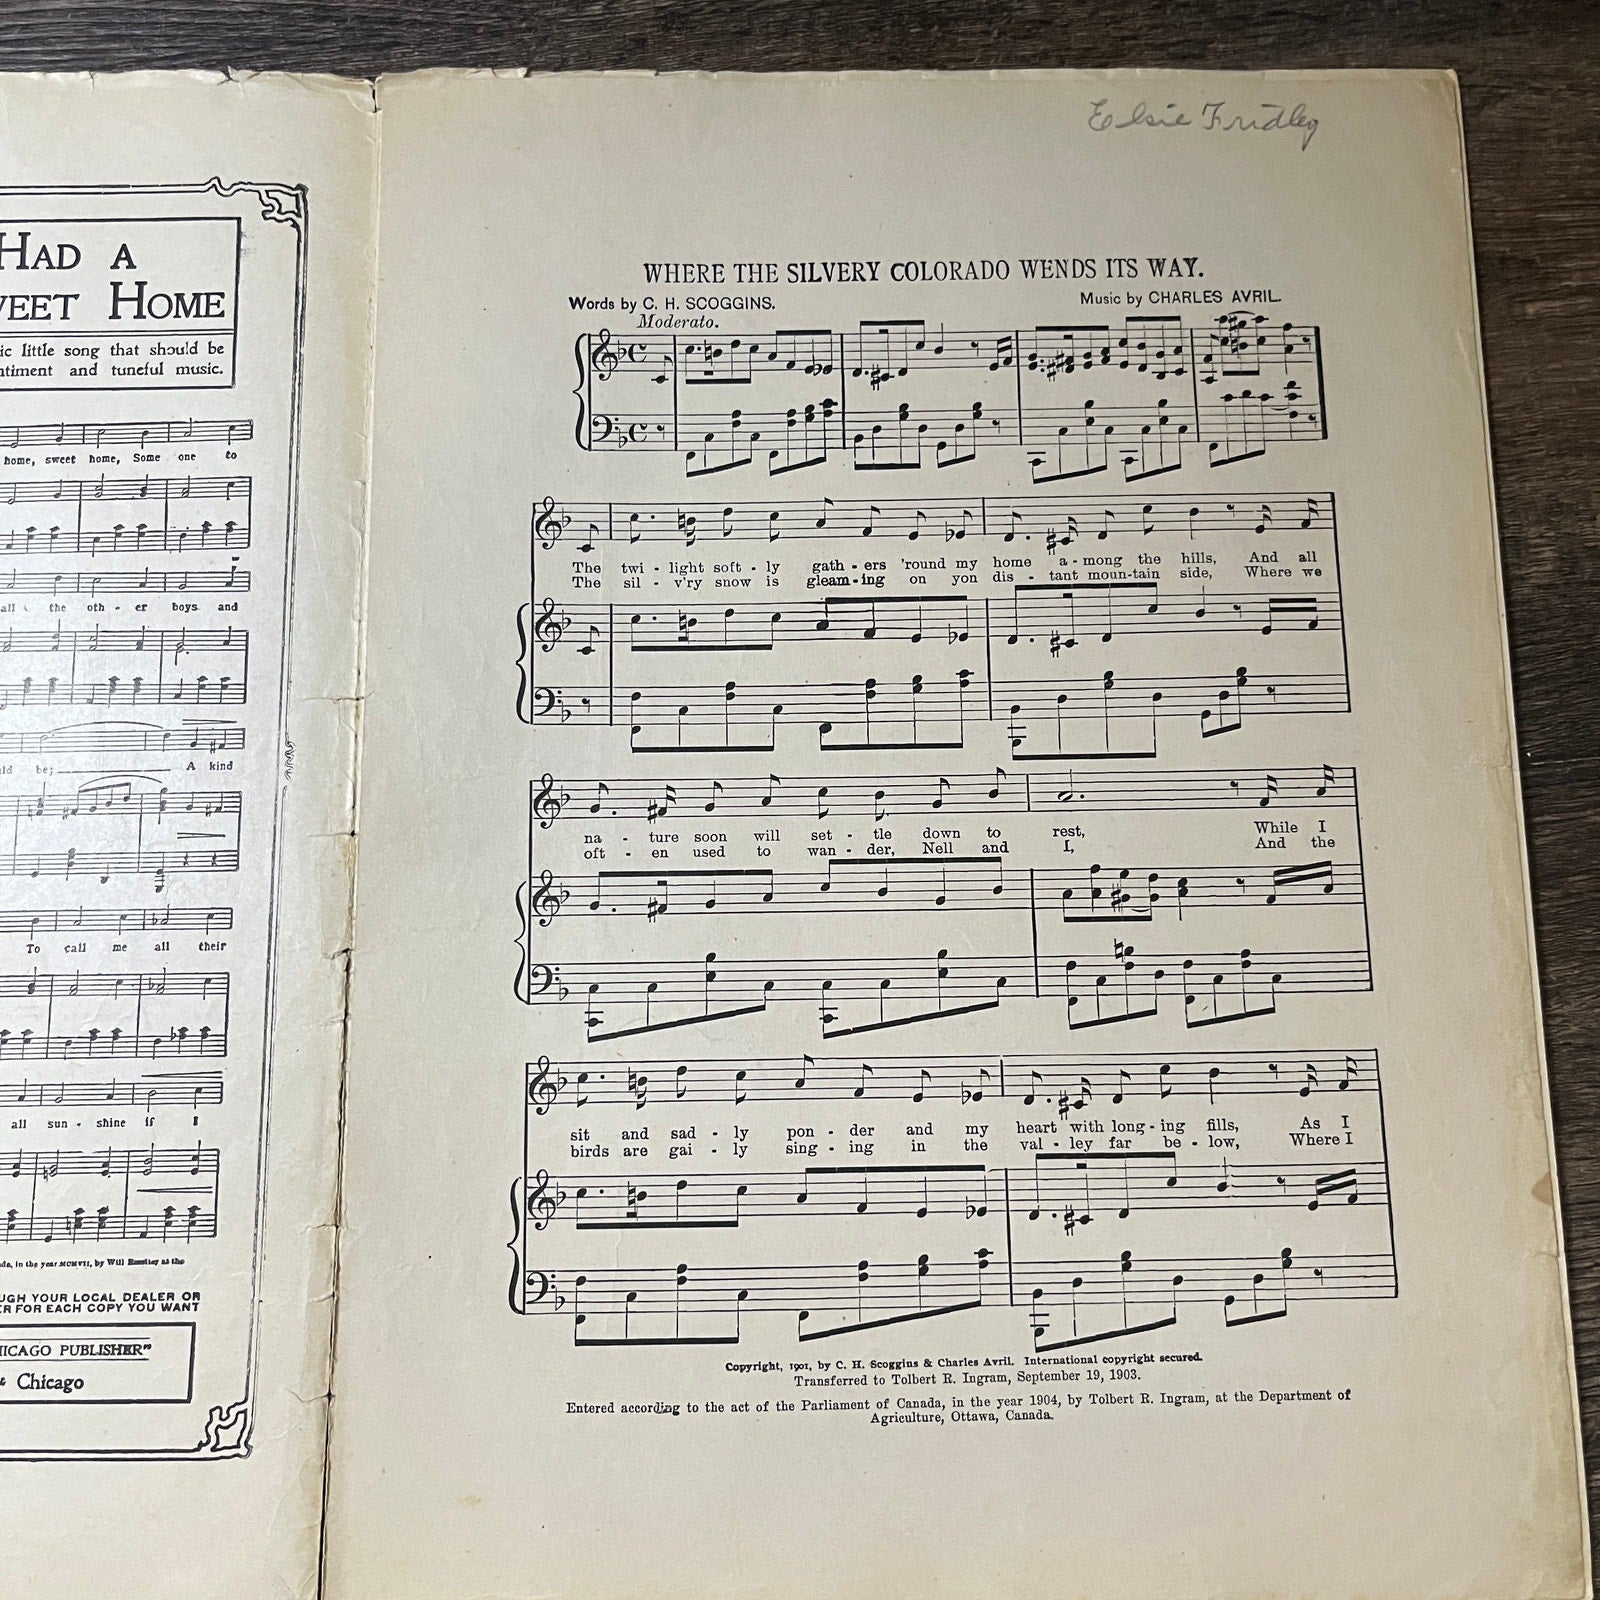 HAD A
WEET HOME
ic little song that should be
ntiment and tuneful music.
home, sweet home, Some one to
all the oth - er boys and
ld be; A kind
To call me all their
all sun - shine if I
da, in the year MCMVII, by Will Rossiter at the
UGH YOUR LOCAL DEALER OR
ER FOR EACH COPY YOU WANT
ICAGO PUBLISHER"
Chicago
Elsie Fridley
WHERE THE SILVERY COLORADO WENDS ITS WAY.
Words by C. H. SCOGGINS.
Music by CHARLES AVRIL.
Moderato.
The twi - light soft - ly gath - ers 'round my home a - mong the hills, And all
The sil - v'ry snow is gleam - ing on yon dis - tant moun - tain side, Where we
na - ture soon will set - tle down to rest, While I
oft - en used to wan - der, Nell and I, And the
sit and sad - ly pon - der and my heart with long - ing fills, As I
birds are gai - ly sing - ing in the val - ley far be - low, Where I
Copyright, 1901, by C. H. Scoggins & Charles Avril. International copyright secured.
Transferred to Tolbert R. Ingram, September 19, 1903.
Entered according to the act of the Parliament of Canada, in the year 1904, by Tolbert R. Ingram, at the Department of
Agriculture, Ottawa, Canada.